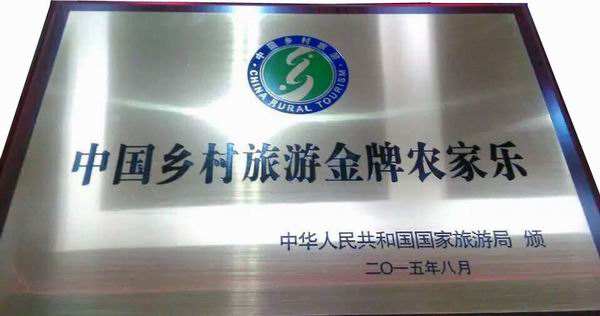 中国乡村旅游
CHINA RURAL TOURISM
中国乡村旅游金牌农家乐
中华人民共和国国家旅游局 颁
二〇一五年八月